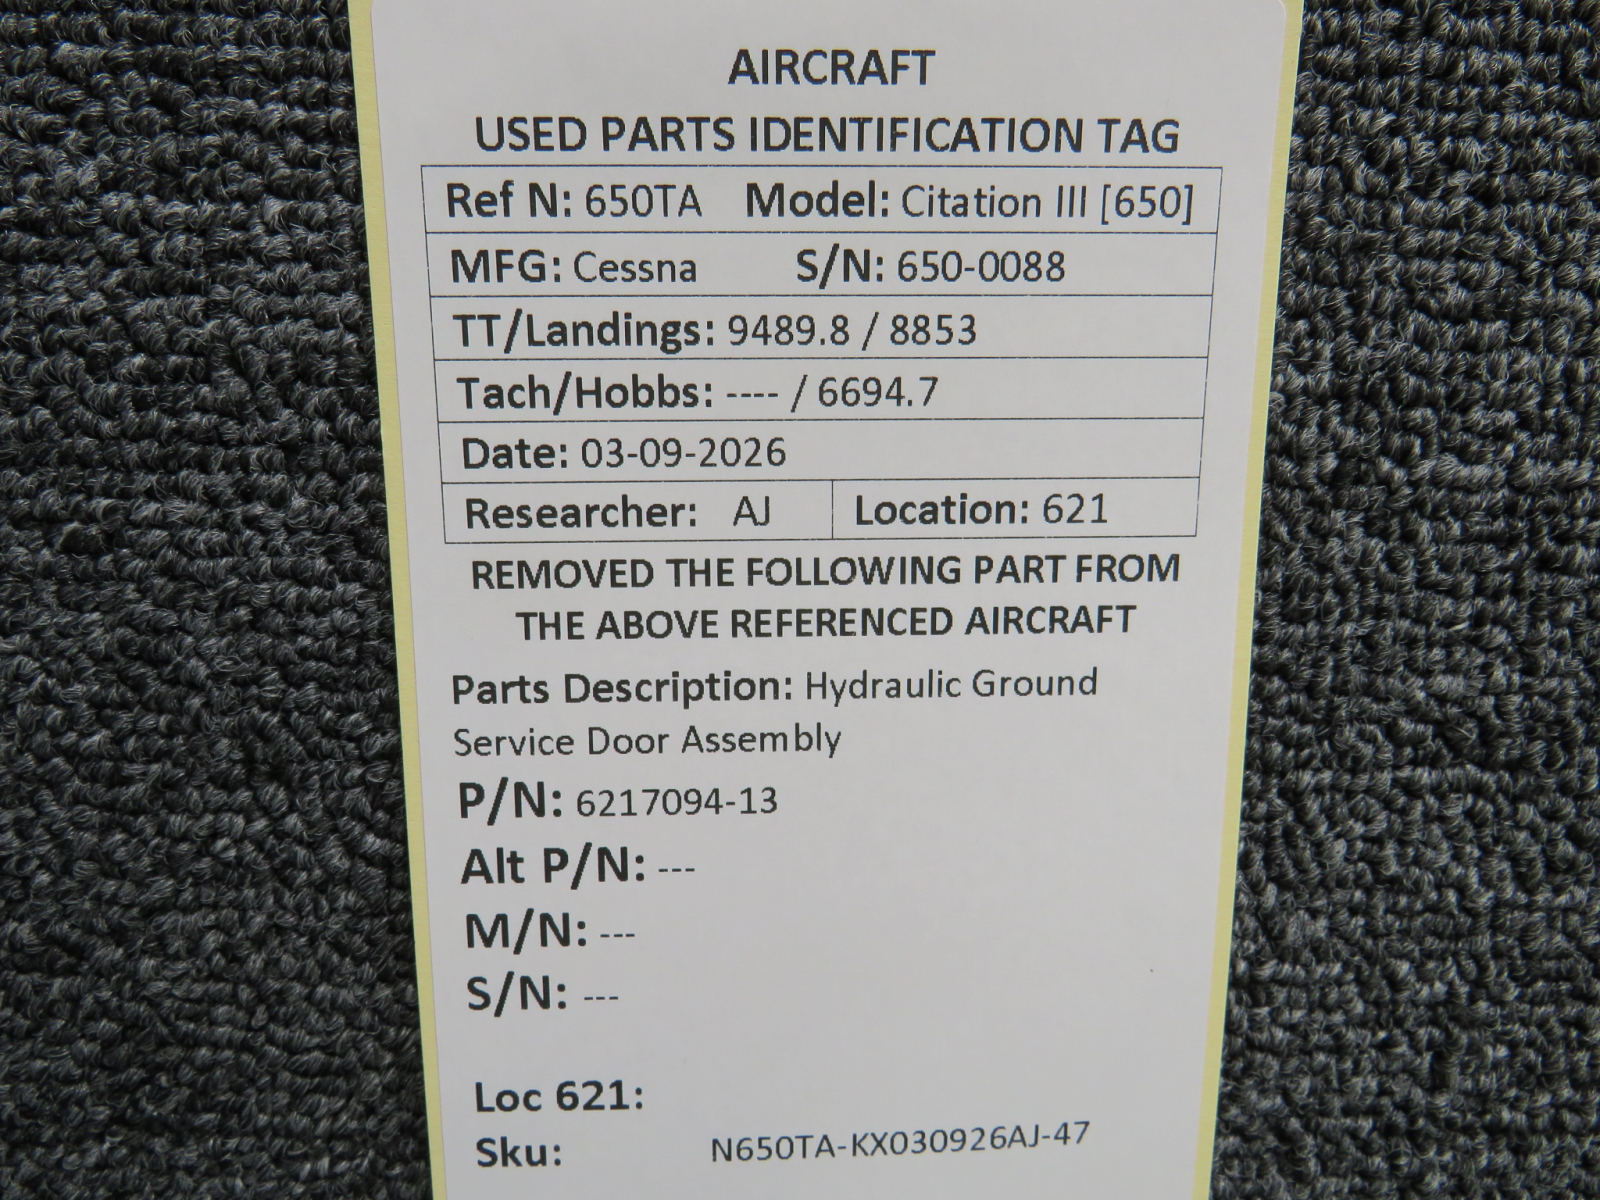 AIRCRAFT
USED PARTS IDENTIFICATION TAG
Ref N: 650TA Model: Citation III [650]
MFG: Cessna S/N: 650-0088
TT/Landings: 9489.8 / 8853
Tach/Hobbs: ---- / 6694.7
Date: 03-09-2026
Researcher: AJ Location: 621
REMOVED THE FOLLOWING PART FROM
THE ABOVE REFERENCED AIRCRAFT
Parts Description: Hydraulic Ground
Service Door Assembly
P/N: 6217094-13
Alt P/N: ---
M/N: ---
S/N: ---
Loc 621:
Sku: N650TA-KX030926AJ-47